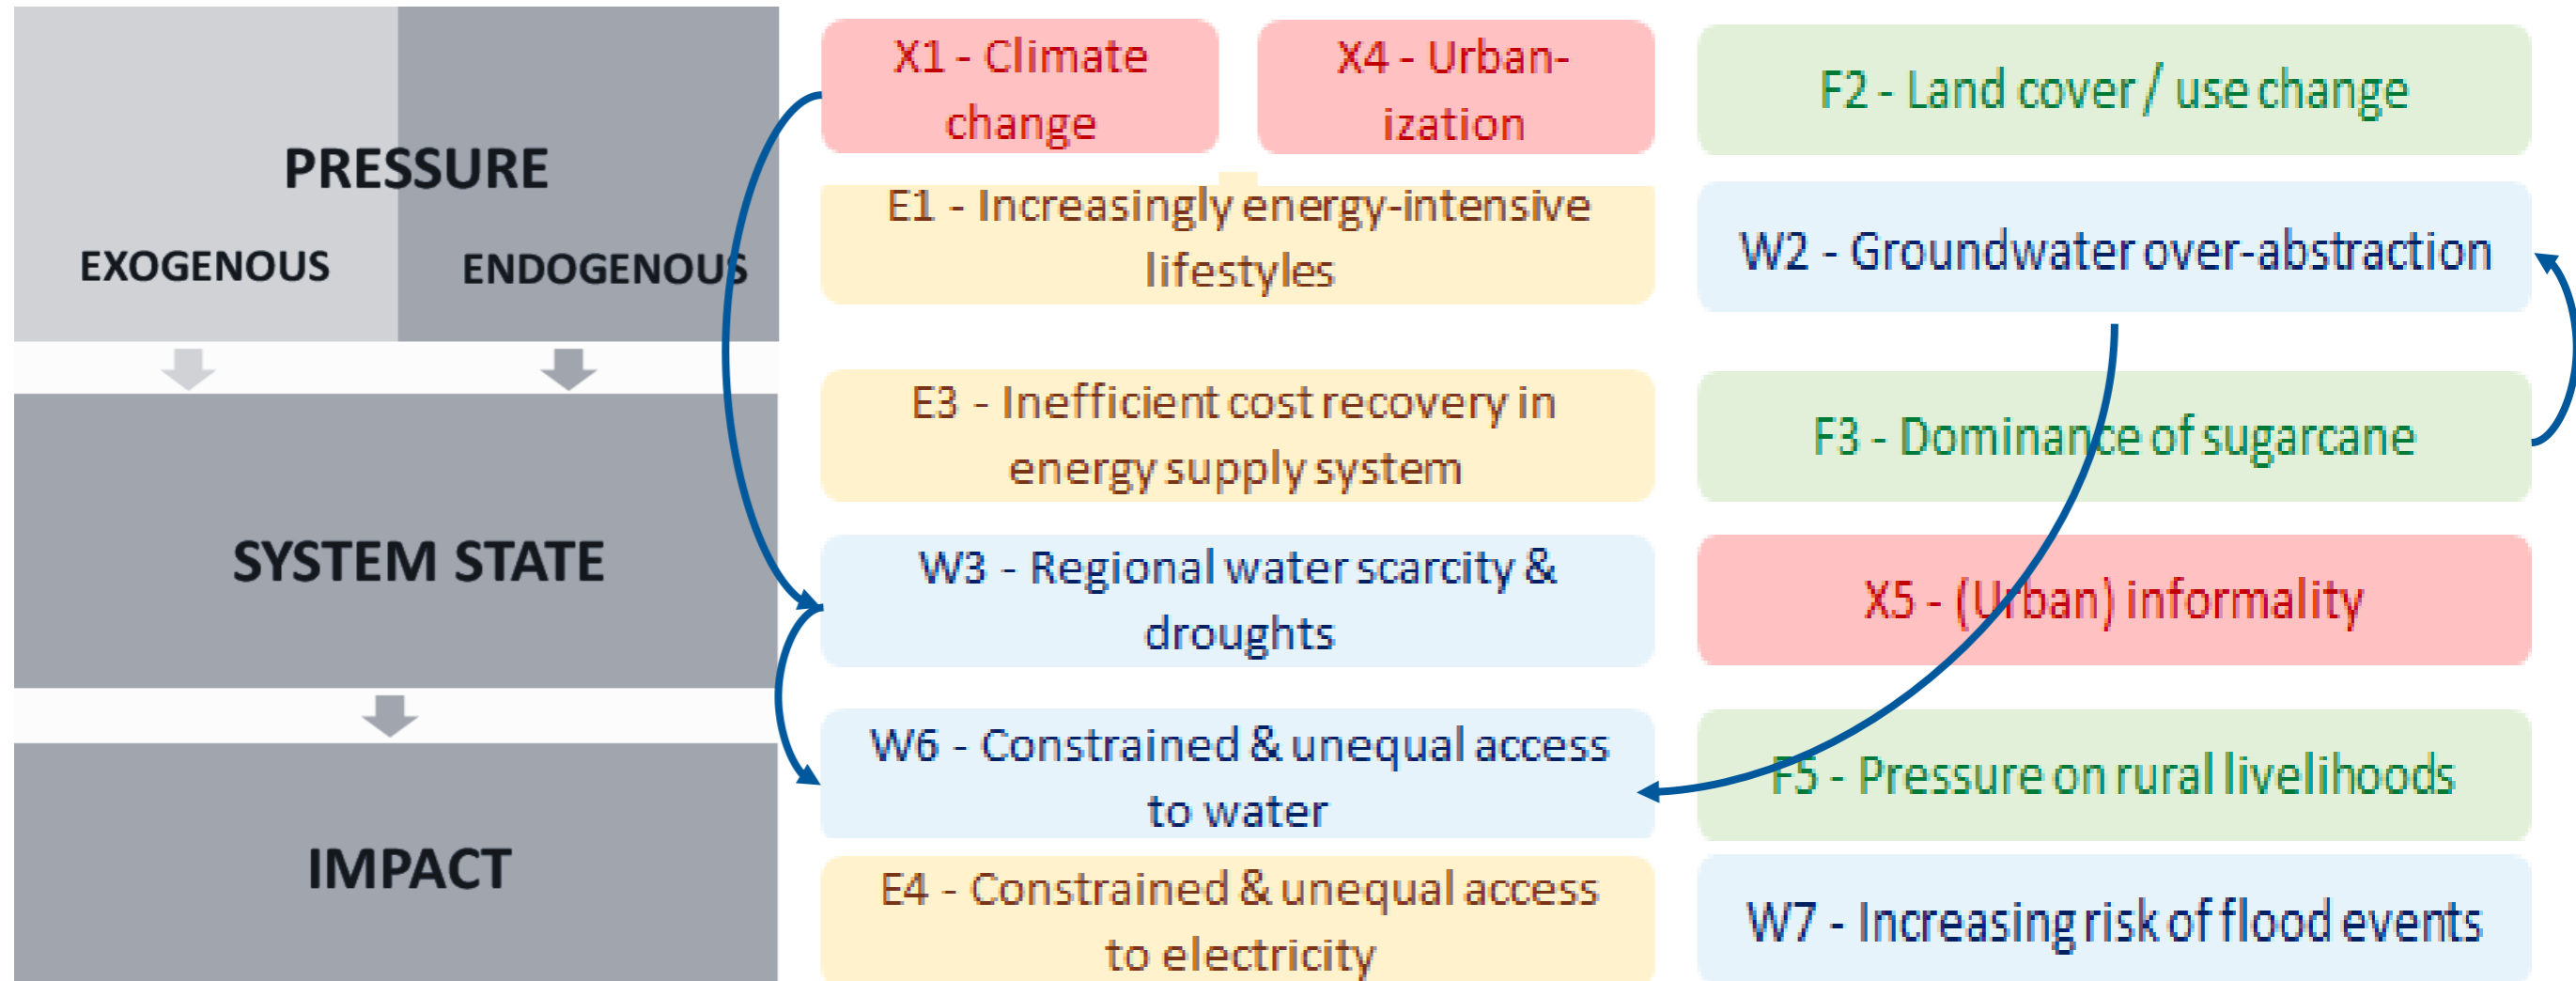 PRESSURE
EXOGENOUS
ENDOGENOUS
SYSTEM STATE
IMPACT
X1 - Climate
change
X4 - Urban-
ization
E1 - Increasingly energy-intensive
lifestyles
E3 - Inefficient cost recovery in
energy supply system
W3 - Regional water scarcity &
droughts
W6 - Constrained & unequal access
to water
E4 - Constrained & unequal access
to electricity
F2 - Land cover / use change
W2 - Groundwater over-abstraction
F3 - Dominance of sugarcane
X5 - (Urban) informality
F5 - Pressure on rural livelihoods
W7 - Increasing risk of flood events